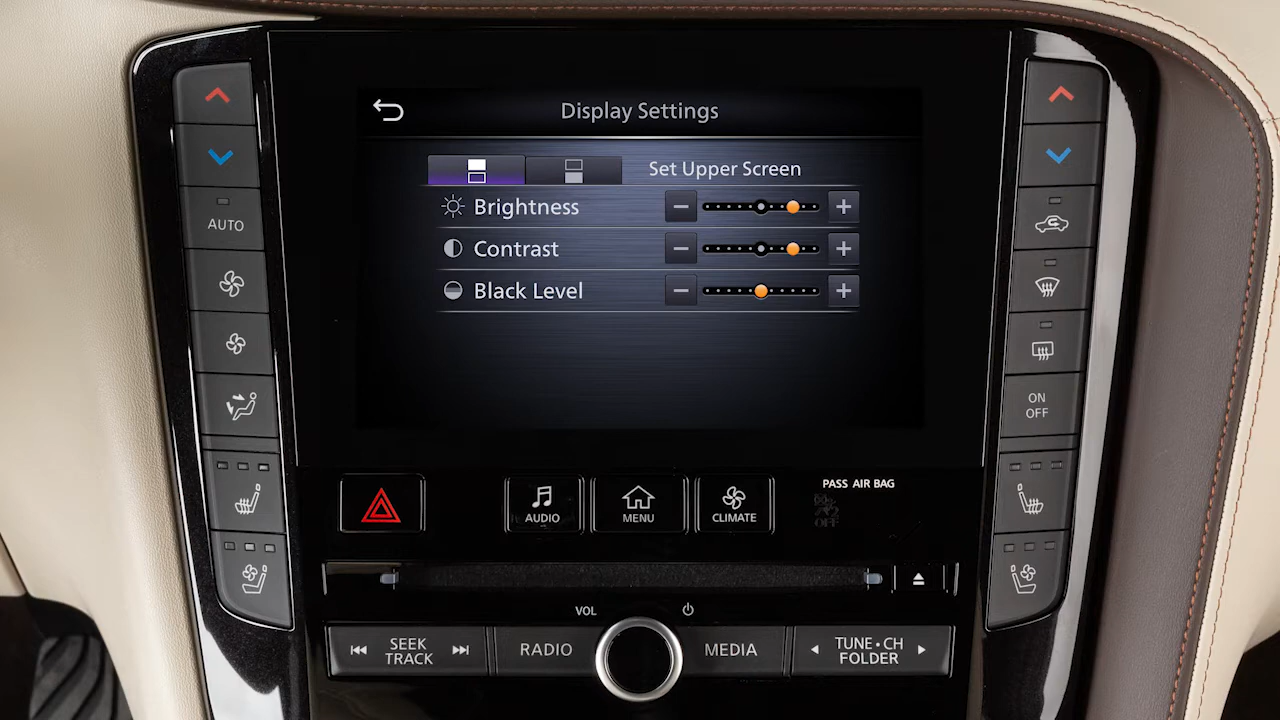 Display Settings
Set Upper Screen
Brightness
Contrast
Black Level
AUTO
ON
OFF
AUDIO
MENU
CLIMATE
PASS AIR BAG
OFF
VOL
SEEK
TRACK
RADIO
MEDIA
TUNE•CH
FOLDER